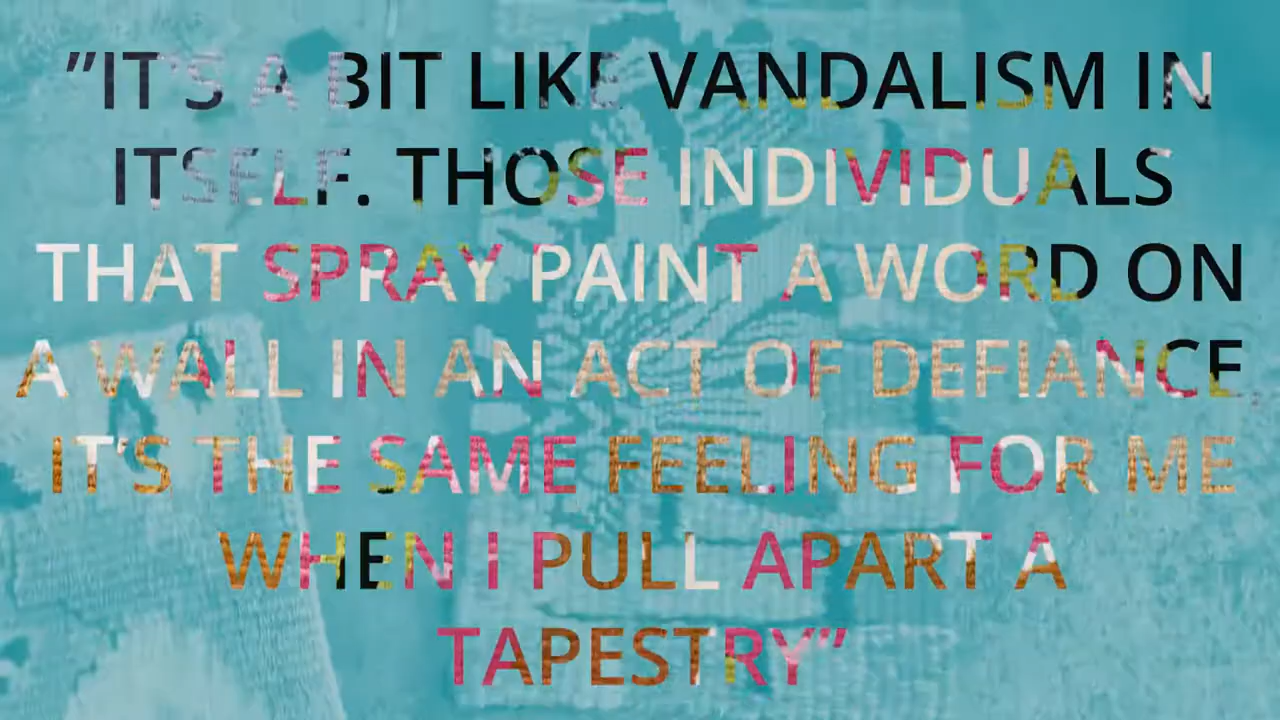 "IT'S A BIT LIKE VANDALISM IN
ITSELF. THOSE INDIVIDUALS
THAT SPRAY PAINT A WORD ON
A WALL IN AN ACT OF DEFIANCE.
IT'S THE SAME FEELING FOR ME
WHEN I PULL APART A
TAPESTRY"